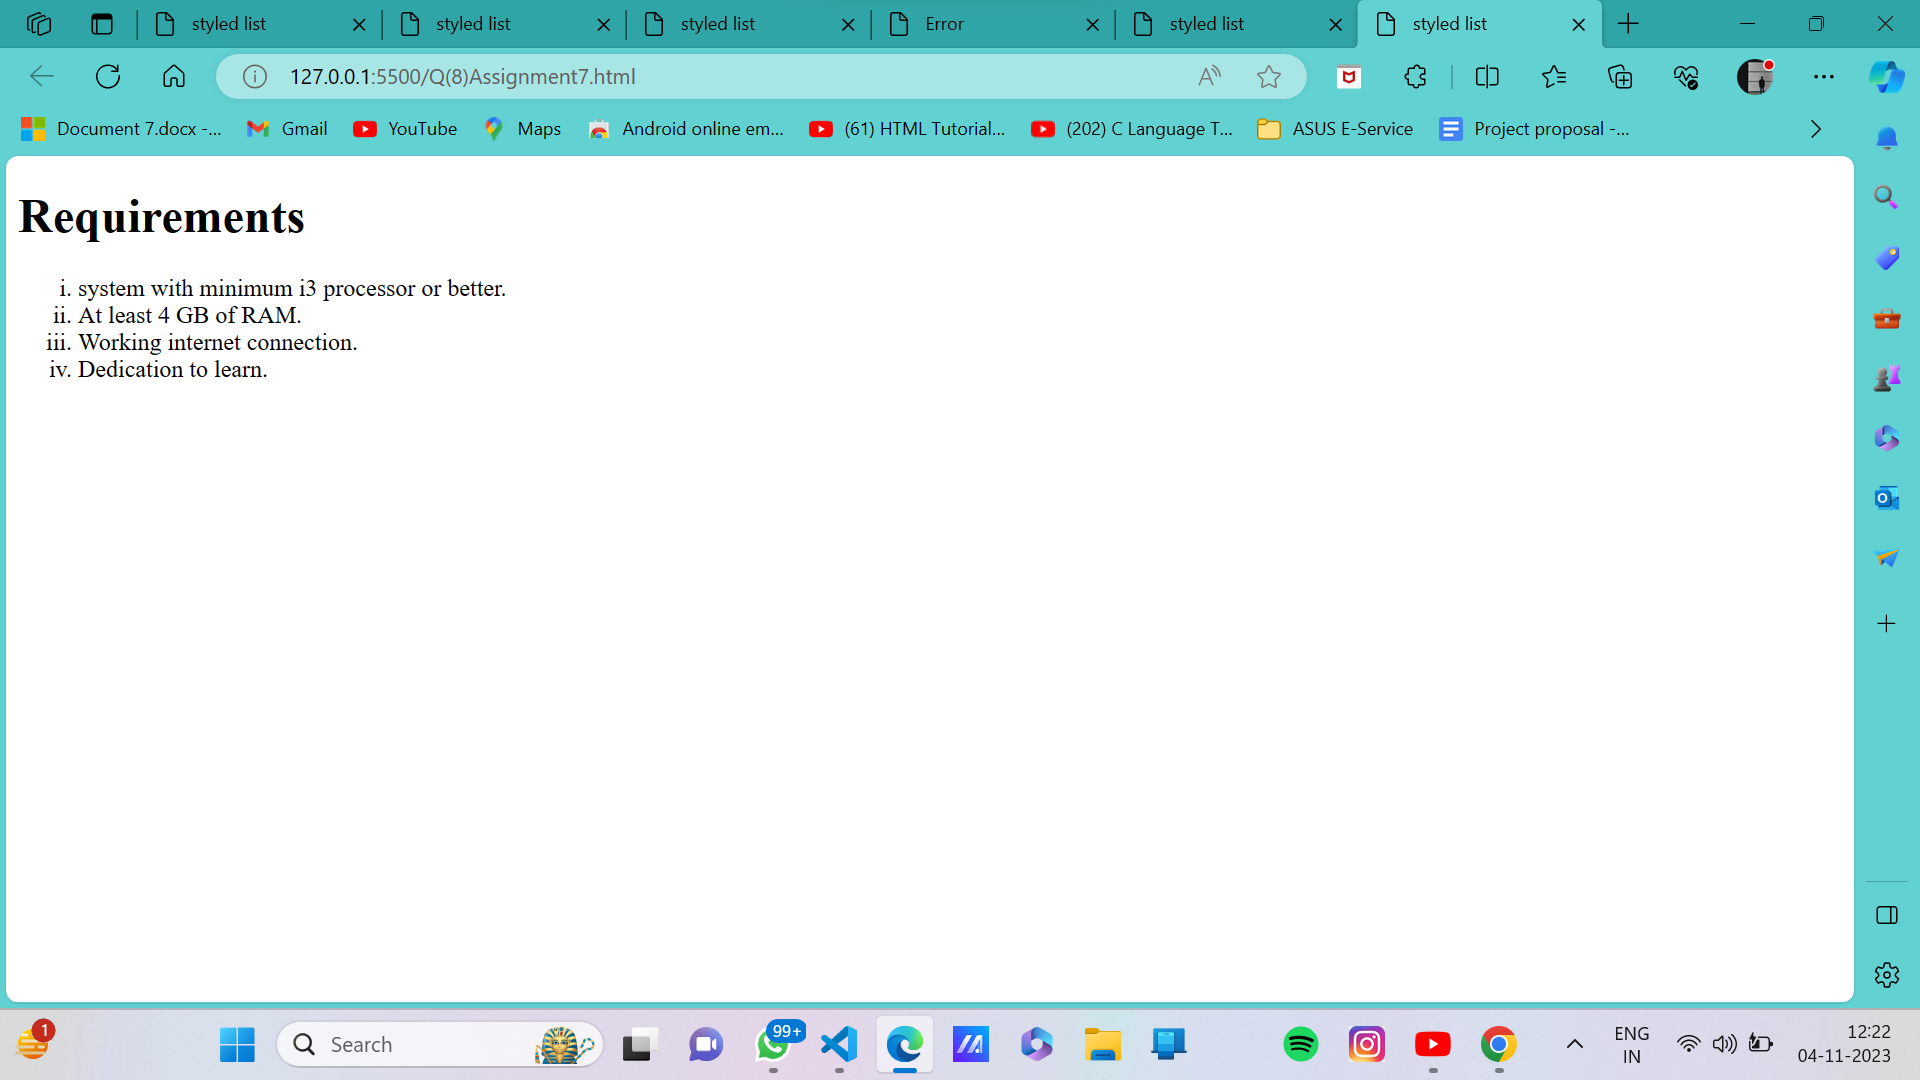 styled list
styled list
styled list
Error
styled list
styled list
127.0.0.1:5500/Q(8)Assignment7.html
Document 7.docx -...
Gmail
YouTube
Maps
Android online em...
(61) HTML Tutorial...
(202) C Language T...
ASUS E-Service
Project proposal -...
Requirements
i. system with minimum i3 processor or better.
ii. At least 4 GB of RAM.
iii. Working internet connection.
iv. Dedication to learn.
1
Search
99+
ENG
IN
12:22
04-11-2023